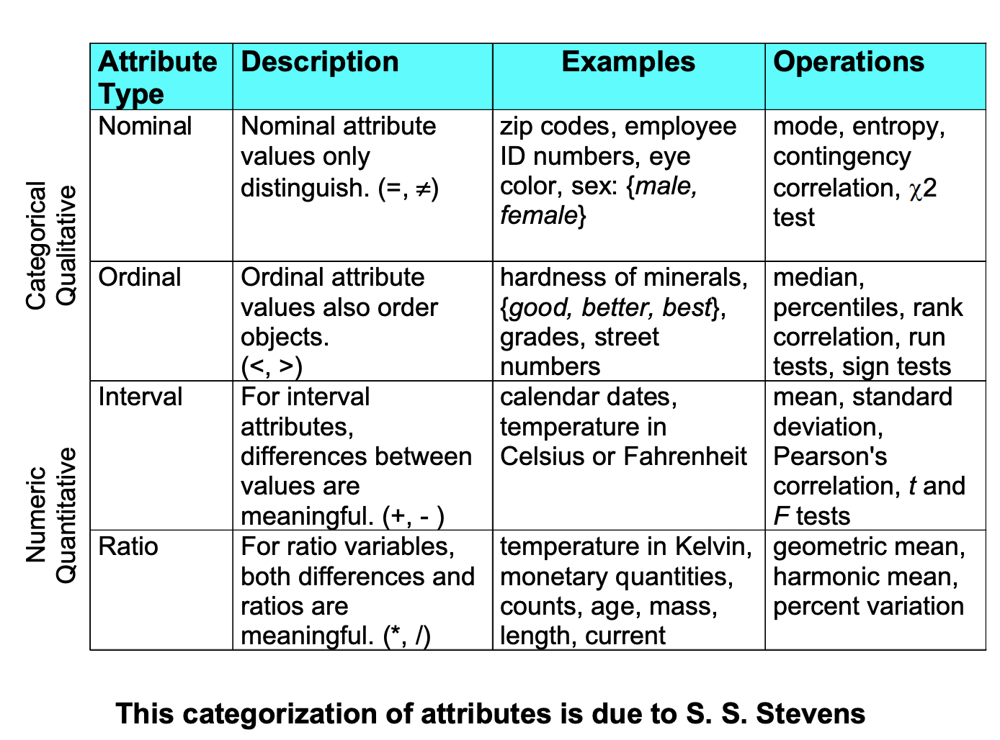 Attribute Type
Description
Examples
Operations
Categorical
Qualitative
Nominal
Nominal attribute
values only
distinguish. (=, ≠)
zip codes, employee
ID numbers, eye
color, sex: {male,
female}
mode, entropy,
contingency
correlation, χ2
test
Ordinal
Ordinal attribute
values also order
objects.
(<, >)
hardness of minerals,
{good, better, best},
grades, street
numbers
median,
percentiles, rank
correlation, run
tests, sign tests
Numeric
Quantitative
Interval
For interval
attributes,
differences between
values are
meaningful. (+, - )
calendar dates,
temperature in
Celsius or Fahrenheit
mean, standard
deviation,
Pearson's
correlation, t and
F tests
Ratio
For ratio variables,
both differences and
ratios are
meaningful. (*, /)
temperature in Kelvin,
monetary quantities,
counts, age, mass,
length, current
geometric mean,
harmonic mean,
percent variation
This categorization of attributes is due to S. S. Stevens